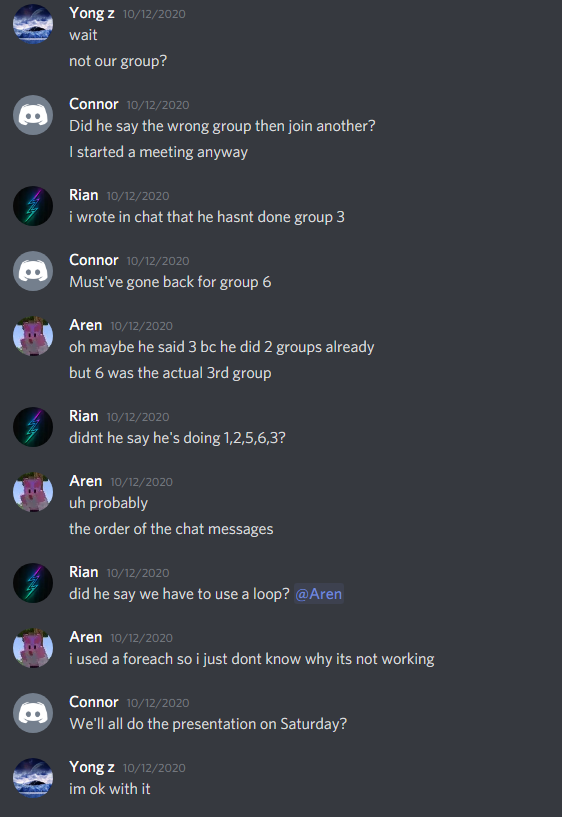 Yong z 10/12/2020
wait
not our group?
Connor 10/12/2020
Did he say the wrong group then join another?
I started a meeting anyway
Rian 10/12/2020
i wrote in chat that he hasnt done group 3
Connor 10/12/2020
Must've gone back for group 6
Aren 10/12/2020
oh maybe he said 3 bc he did 2 groups already
but 6 was the actual 3rd group
Rian 10/12/2020
didnt he say he's doing 1,2,5,6,3?
Aren 10/12/2020
uh probably
the order of the chat messages
Rian 10/12/2020
did he say we have to use a loop? @Aren
Aren 10/12/2020
i used a foreach so i just dont know why its not working
Connor 10/12/2020
We'll all do the presentation on Saturday?
Yong z 10/12/2020
im ok with it